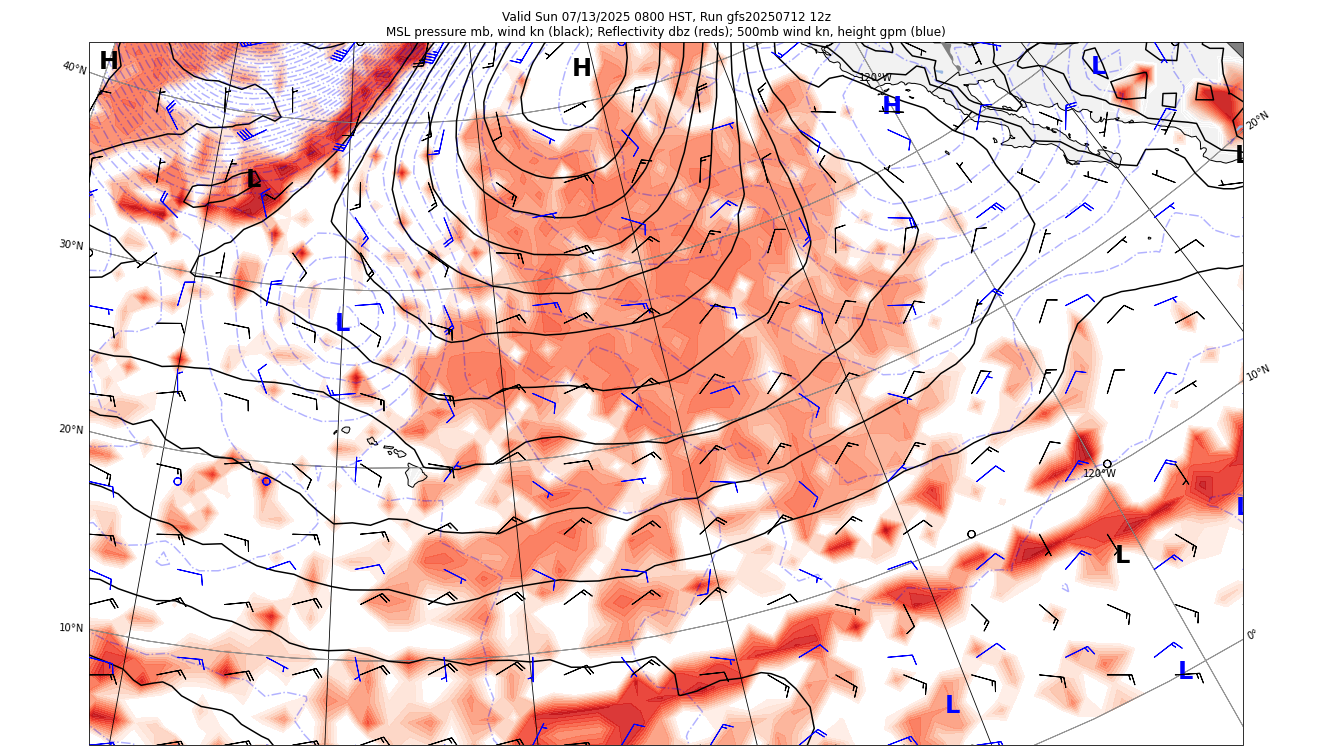 Valid Sun 07/13/2025 0800 HST, Run gfs20250712 12z
MSL pressure mb, wind kn (black); Reflectivity dbz (reds); 500mb wind kn, height gpm (blue)
H
H
L
40°N
120°W
H
20°N
L
L
30°N
L
10°N
20°N
120°W
L
L
10°N
0°
L
L